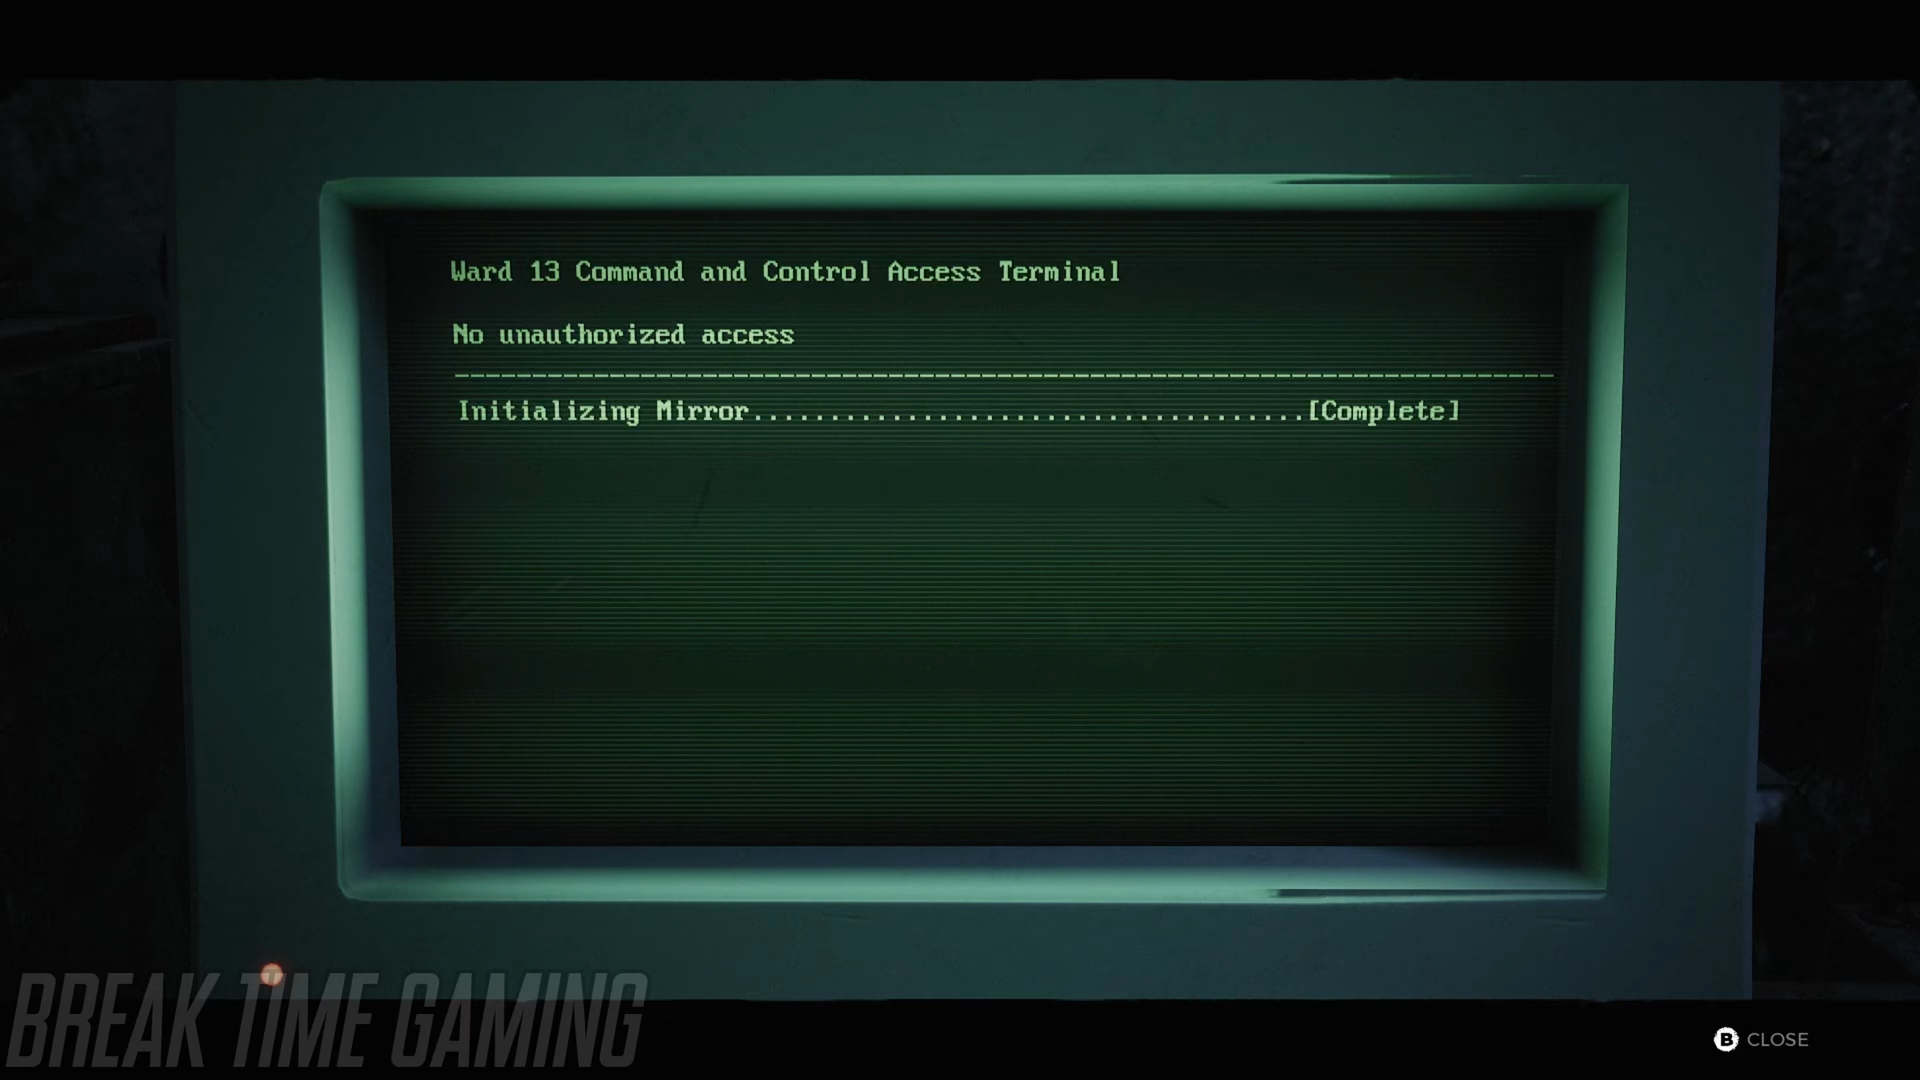 Ward 13 Command and Control Access Terminal
No unauthorized access
-----------------------------------------------------------------------
Initializing Mirror....................................[Complete]
BREAK TIME GAMING
B CLOSE